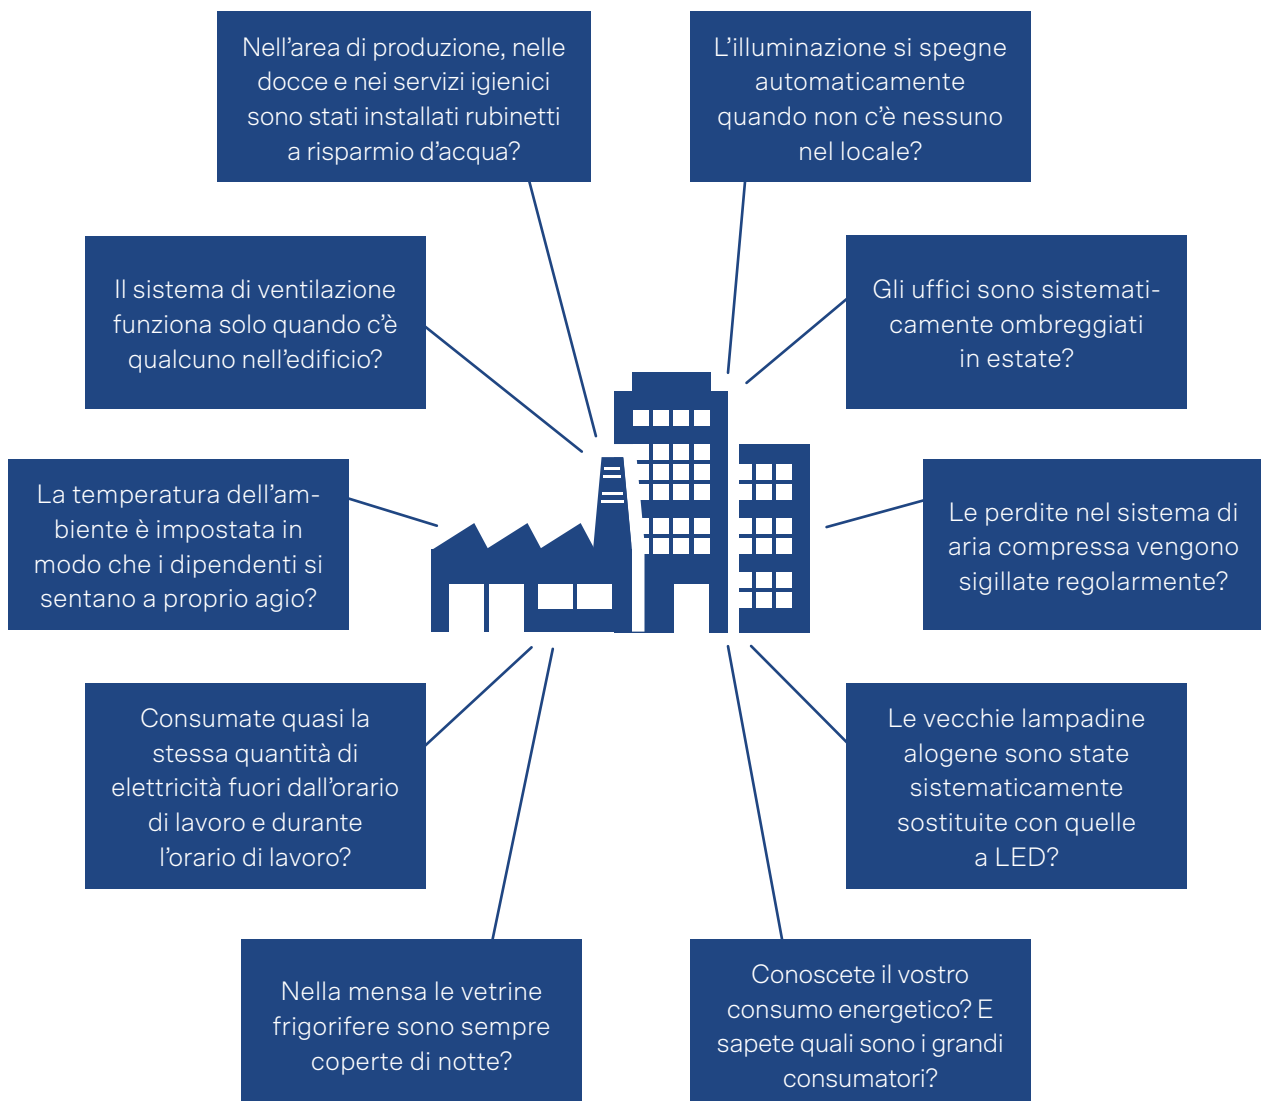 Nell'area di produzione, nelle
docce e nei servizi igienici
sono stati installati rubinetti
a risparmio d'acqua?
L'illuminazione si spegne
automaticamente
quando non c'è nessuno
nel locale?
Il sistema di ventilazione
funziona solo quando c'è
qualcuno nell'edificio?
Gli uffici sono sistemati-
camente ombreggiati
in estate?
La temperatura dell'am-
biente è impostata in
modo che i dipendenti si
sentano a proprio agio?
Le perdite nel sistema di
aria compressa vengono
sigillate regolarmente?
Consumate quasi la
stessa quantità di
elettricità fuori dall'orario
di lavoro e durante
l'orario di lavoro?
Le vecchie lampadine
alogene sono state
sistematicamente
sostituite con quelle
a LED?
Nella mensa le vetrine
frigorifere sono sempre
coperte di notte?
Conoscete il vostro
consumo energetico? E
sapete quali sono i grandi
consumatori?